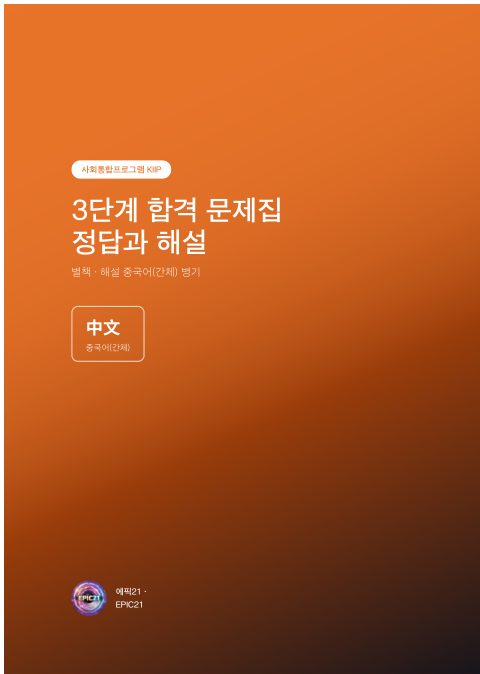 사회통합프로그램 KIIP
3단계 합격 문제집
정답과 해설
별책 · 해설 중국어(간체) 병기
中文
중국어(간체)
EPIC21
에픽21 ·
EPIC21